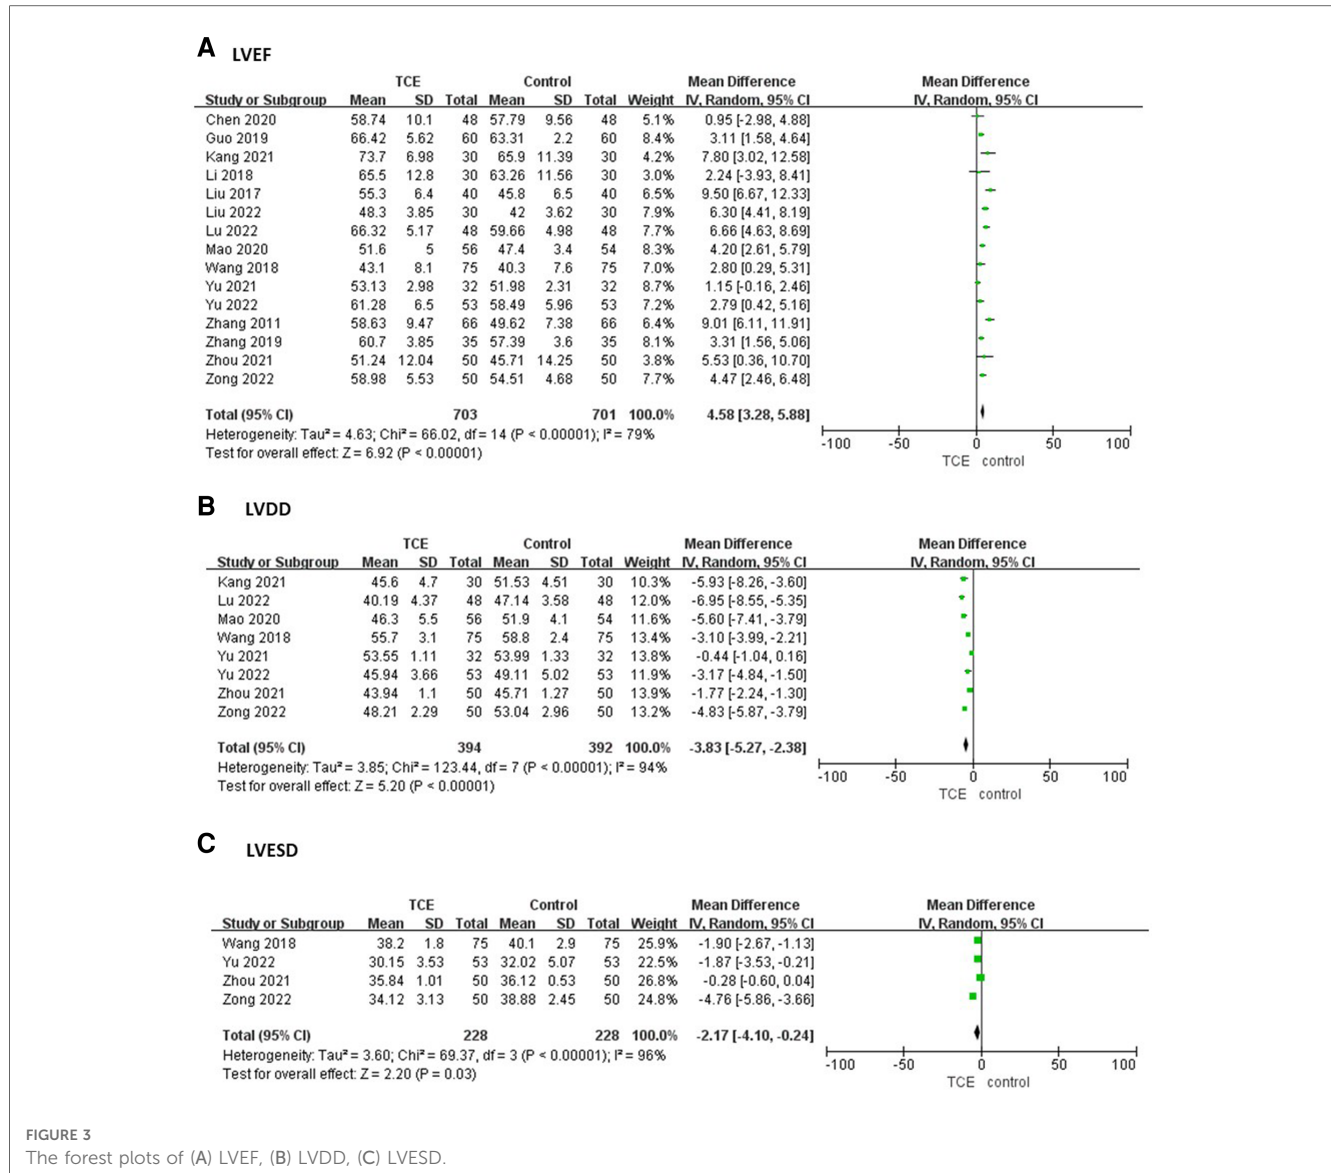 A LVEF
TCE Control Mean Difference Mean Difference
Study or Subgroup Mean SD Total Mean SD Total Weight IV, Random, 95% CI IV, Random, 95% CI
Chen 2020 58.74 10.1 48 57.79 9.56 48 5.1% 0.95 [-2.98, 4.88]
Guo 2019 66.42 5.62 60 63.31 2.2 60 8.4% 3.11 [1.58, 4.64]
Kang 2021 73.7 6.98 30 65.9 11.39 30 4.2% 7.80 [3.02, 12.58]
Li 2018 65.5 12.8 30 63.26 11.56 30 3.0% 2.24 [-3.93, 8.41]
Liu 2017 55.3 6.4 40 45.8 6.5 40 6.5% 9.50 [6.67, 12.33]
Liu 2022 48.3 3.85 30 42 3.62 30 7.9% 6.30 [4.41, 8.19]
Lu 2022 66.32 5.17 48 59.66 4.98 48 7.7% 6.66 [4.63, 8.69]
Mao 2020 51.6 5 56 47.4 3.4 54 8.3% 4.20 [2.61, 5.79]
Wang 2018 43.1 8.1 75 40.3 7.6 75 7.0% 2.80 [0.29, 5.31]
Yu 2021 53.13 2.98 32 51.98 2.31 32 8.7% 1.15 [-0.16, 2.46]
Yu 2022 61.28 6.5 53 58.49 5.96 53 7.2% 2.79 [0.42, 5.16]
Zhang 2011 58.63 9.47 66 49.62 7.38 66 6.4% 9.01 [6.11, 11.91]
Zhang 2019 60.7 3.85 35 57.39 3.6 35 8.1% 3.31 [1.56, 5.06]
Zhou 2021 51.24 12.04 50 45.71 14.25 50 3.8% 5.53 [0.36, 10.70]
Zong 2022 58.98 5.53 50 54.51 4.68 50 7.7% 4.47 [2.46, 6.48]
Total (95% CI) 703 701 100.0% 4.58 [3.28, 5.88]
Heterogeneity: Tau² = 4.63; Chi² = 66.02, df = 14 (P < 0.00001); I² = 79%
Test for overall effect: Z = 6.92 (P < 0.00001)
-100 -50 0 50 100
TCE control
B LVDD
TCE Control Mean Difference Mean Difference
Study or Subgroup Mean SD Total Mean SD Total Weight IV, Random, 95% CI IV, Random, 95% CI
Kang 2021 45.6 4.7 30 51.53 4.51 30 10.3% -5.93 [-8.26, -3.60]
Lu 2022 40.19 4.37 48 47.14 3.58 48 12.0% -6.95 [-8.55, -5.35]
Mao 2020 46.3 5.5 56 51.9 4.1 54 11.6% -5.60 [-7.41, -3.79]
Wang 2018 55.7 3.1 75 58.8 2.4 75 13.4% -3.10 [-3.99, -2.21]
Yu 2021 53.55 1.11 32 53.99 1.33 32 13.8% -0.44 [-1.04, 0.16]
Yu 2022 45.94 3.66 53 49.11 5.02 53 11.9% -3.17 [-4.84, -1.50]
Zhou 2021 43.94 1.1 50 45.71 1.27 50 13.9% -1.77 [-2.24, -1.30]
Zong 2022 48.21 2.29 50 53.04 2.96 50 13.2% -4.83 [-5.87, -3.79]
Total (95% CI) 394 392 100.0% -3.83 [-5.27, -2.38]
Heterogeneity: Tau² = 3.85; Chi² = 123.44, df = 7 (P < 0.00001); I² = 94%
Test for overall effect: Z = 5.20 (P < 0.00001)
-100 -50 0 50 100
TCE control
C LVESD
TCE Control Mean Difference Mean Difference
Study or Subgroup Mean SD Total Mean SD Total Weight IV, Random, 95% CI IV, Random, 95% CI
Wang 2018 38.2 1.8 75 40.1 2.9 75 25.9% -1.90 [-2.67, -1.13]
Yu 2022 30.15 3.53 53 32.02 5.07 53 22.5% -1.87 [-3.53, -0.21]
Zhou 2021 35.84 1.01 50 36.12 0.53 50 26.8% -0.28 [-0.60, 0.04]
Zong 2022 34.12 3.13 50 38.88 2.45 50 24.8% -4.76 [-5.86, -3.66]
Total (95% CI) 228 228 100.0% -2.17 [-4.10, -0.24]
Heterogeneity: Tau² = 3.60; Chi² = 69.37, df = 3 (P < 0.00001); I² = 96%
Test for overall effect: Z = 2.20 (P = 0.03)
-100 -50 0 50 100
TCE control
FIGURE 3
The forest plots of (A) LVEF, (B) LVDD, (C) LVESD.